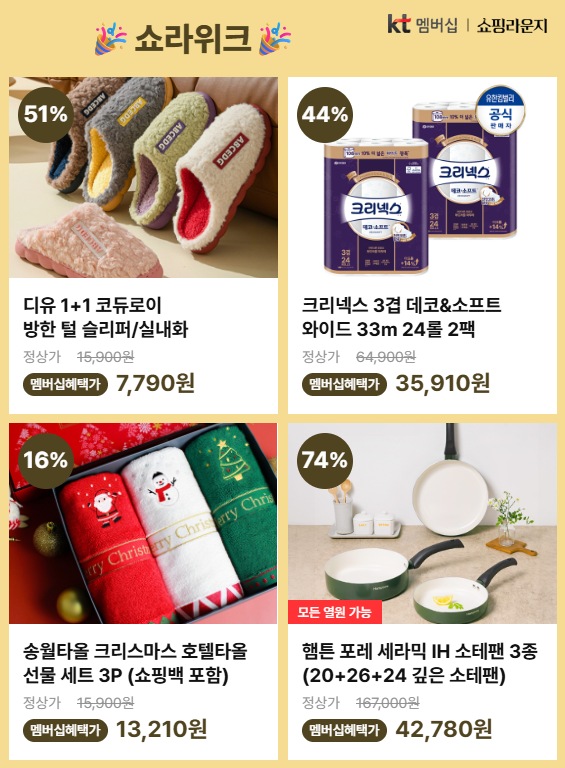 쇼라위크
kt 멤버십 | 쇼핑라운지
51%
ABCEDG
ABCEDG
ABCEDG
디유 1+1 코듀로이
방한 털 슬리퍼/실내화
정상가 15,900원
멤버십혜택가 7,790원
44%
유한킴벌리
공식
판매자
크리넥스
데코&소프트
3겹
24
크리넥스 3겹 데코&소프트
와이드 33m 24롤 2팩
정상가 64,900원
멤버십혜택가 35,910원
16%
Merry Christ
Merry Chris
Chris
송월타올 크리스마스 호텔타올
선물 세트 3P (쇼핑백 포함)
정상가 15,900원
멤버십혜택가 13,210원
74%
모든 열원 가능
햄튼 포레 세라믹 IH 소테팬 3종
(20+26+24 깊은 소테팬)
정상가 167,000원
멤버십혜택가 42,780원